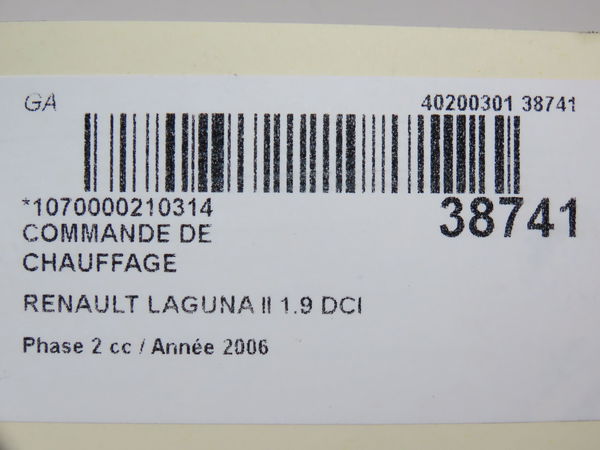 GA
40200301 38741
*1070000210314
38741
COMMANDE DE
CHAUFFAGE
RENAULT LAGUNA II 1.9 DCI
Phase 2 cc / Année 2006